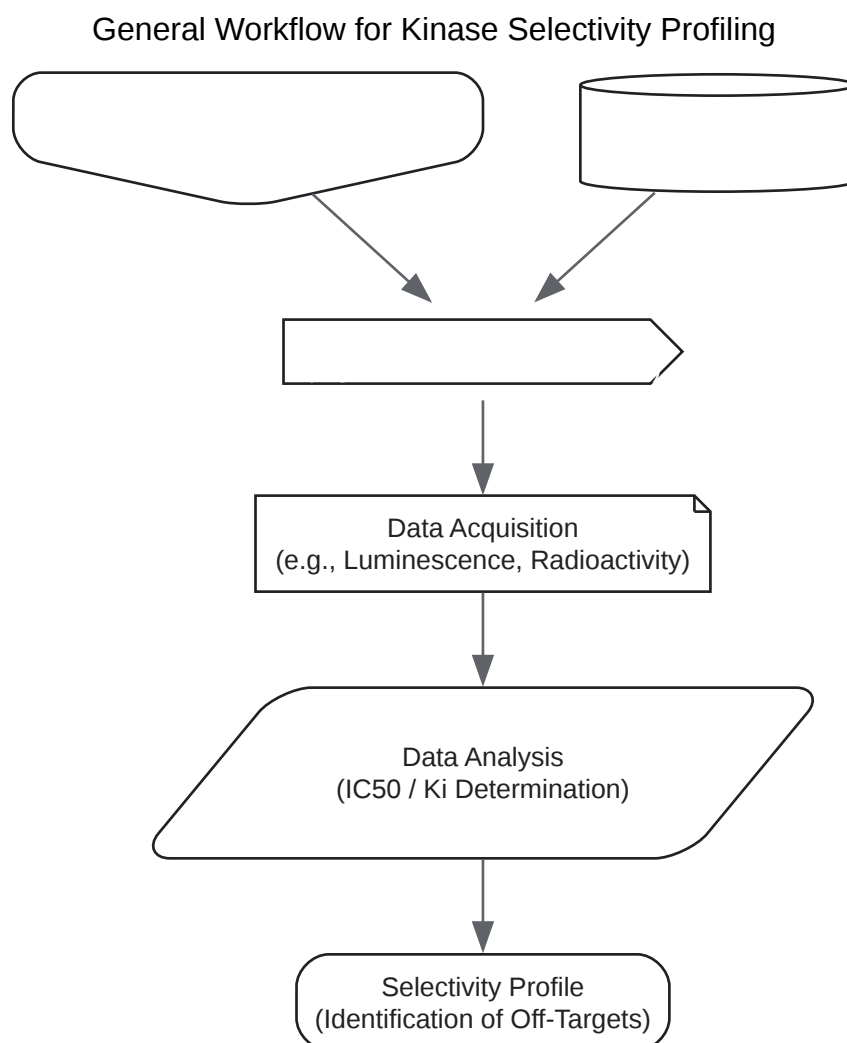 General Workflow for Kinase Selectivity Profiling
Data Acquisition
(e.g., Luminescence, Radioactivity)
Data Analysis
(IC50 / Ki Determination)
Selectivity Profile
(Identification of Off-Targets)